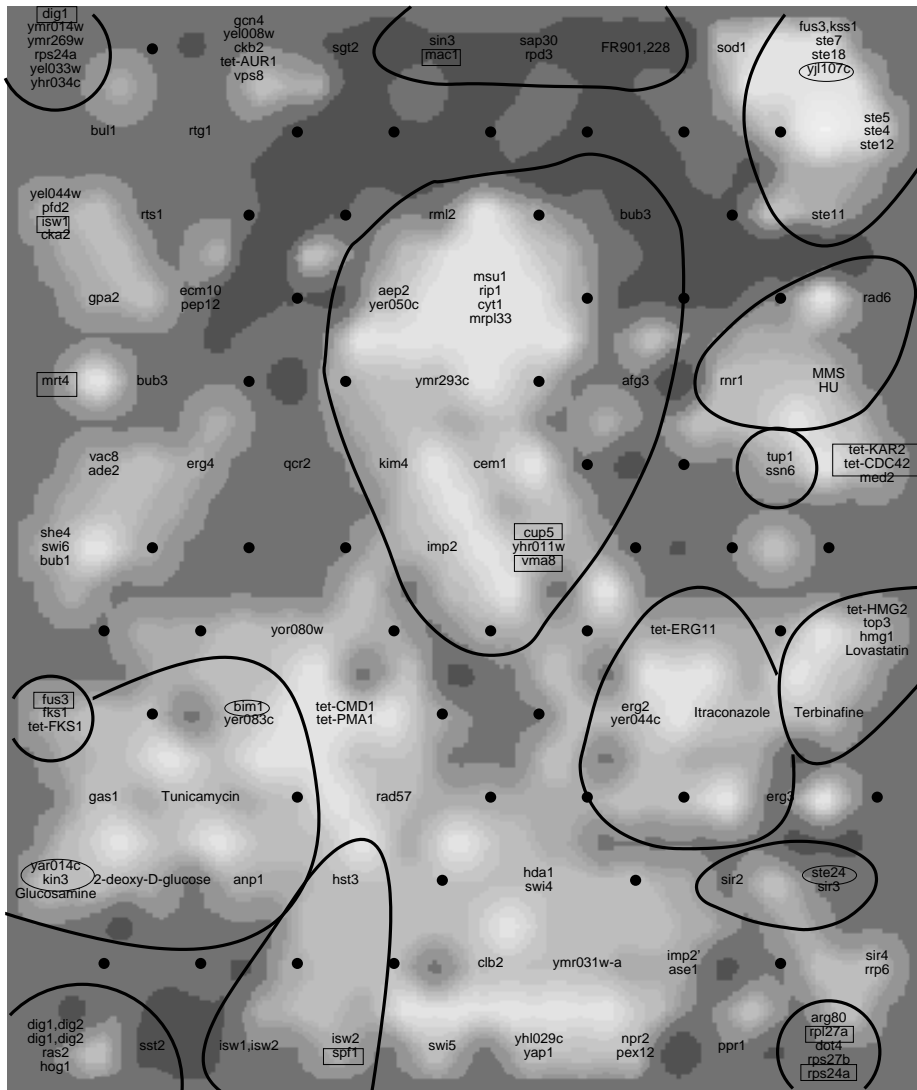 dig1
ymr014w
ymr269w
rps24a
yel033w
yhr034c
gcn4
yel008w
ckb2
tet-AUR1
vps8
sgt2
sin3
mac1
sap30
rpd3
FR901,228
sod1
fus3,kss1
ste7
ste18
yjl107c
bul1
rtg1
ste5
ste4
ste12
yel044w
pfd2
isw1
cka2
rts1
rml2
bub3
ste11
gpa2
ecm10
pep12
aep2
yer050c
msu1
rip1
cyt1
mrpl33
rad6
mrt4
bub3
ymr293c
afg3
rnr1
MMS
HU
vac8
ade2
erg4
qcr2
kim4
cem1
tup1
ssn6
tet-KAR2
tet-CDC42
med2
she4
swi6
bub1
imp2
cup5
yhr011w
vma8
yor080w
tet-ERG11
tet-HMG2
top3
hmg1
Lovastatin
fus3
fks1
tet-FKS1
bim1
yer083c
tet-CMD1
tet-PMA1
erg2
yer044c
Itraconazole
Terbinafine
gas1
Tunicamycin
rad57
erg3
yar014c
kin3
Glucosamine
2-deoxy-D-glucose
anp1
hst3
hda1
swi4
sir2
ste24
sir3
clb2
ymr031w-a
imp2'
ase1
sir4
rrp6
dig1,dig2
dig1,dig2
ras2
hog1
sst2
isw1,isw2
isw2
spf1
swi5
yhl029c
yap1
npr2
pex12
ppr1
arg80
rpl27a
dot4
rps27b
rps24a